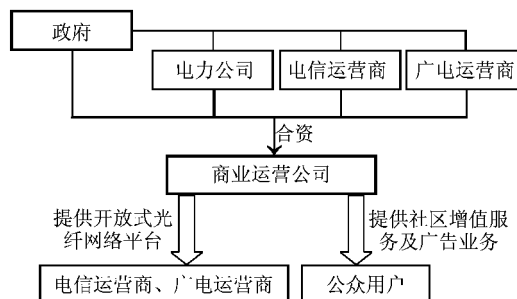 政府
电力公司
电信运营商
广电运营商
合资
商业运营公司
提供开放式光
纤网络平台
提供社区增值服
务及广告业务
电信运营商、广电运营商
公众用户